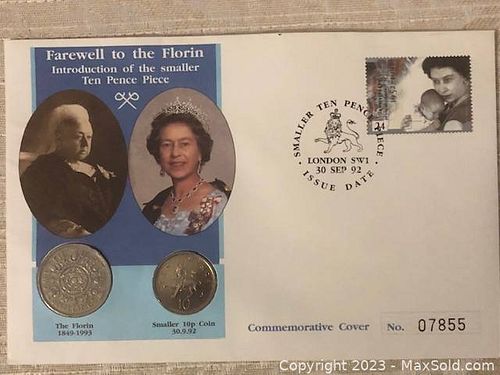 Farewell to the Florin
Introduction of the smaller
Ten Pence Piece
SMALLER TEN PENCE PIECE
LONDON SW1
30 SEP 92
ISSUE DATE
The Florin
1849-1993
Smaller 10p Coin
30.9.92
10
Commemorative Cover No. 07855
Copyright © 2023 - MaxSold.com